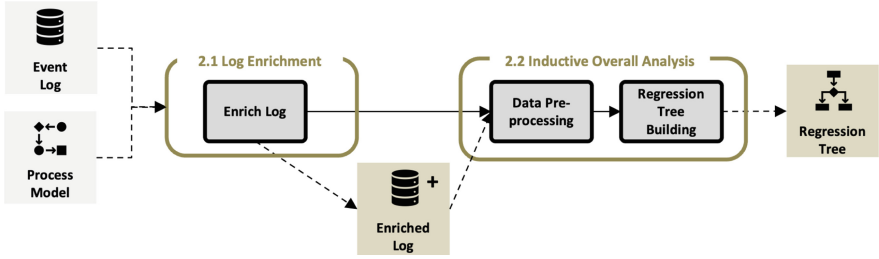 Event
Log
Process
Model
2.1 Log Enrichment
Enrich Log
Enriched
Log
2.2 Inductive Overall Analysis
Data Pre-
processing
Regression
Tree
Building
Regression
Tree